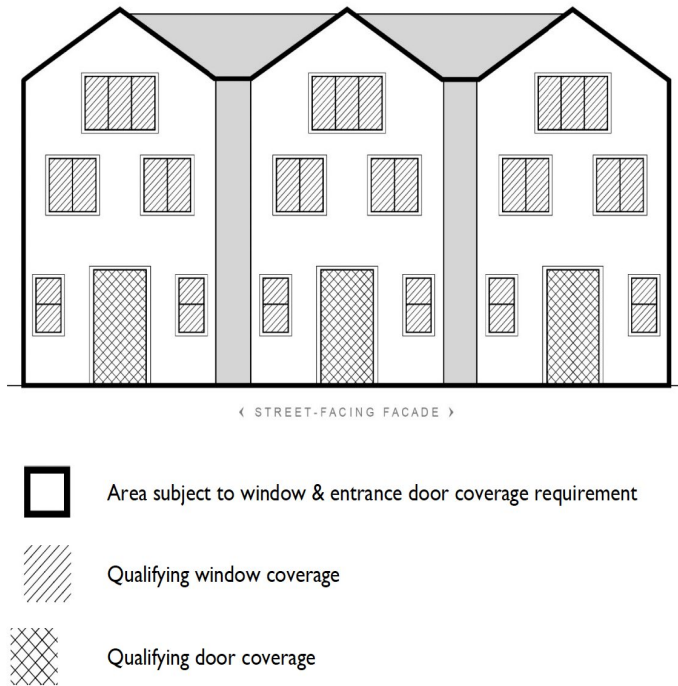 ‹ STREET-FACING FACADE ›
Area subject to window & entrance door coverage requirement
Qualifying window coverage
Qualifying door coverage